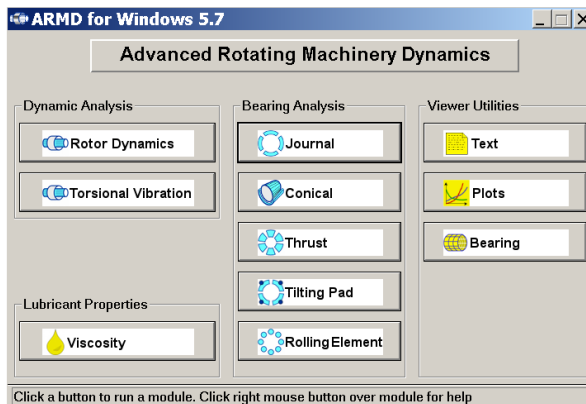 ARMD for Windows 5.7
Advanced Rotating Machinery Dynamics
Dynamic Analysis
Rotor Dynamics
Torsional Vibration
Lubricant Properties
Viscosity
Bearing Analysis
Journal
Conical
Thrust
Tilting Pad
Rolling Element
Viewer Utilities
Text
Plots
Bearing
Click a button to run a module. Click right mouse button over module for help